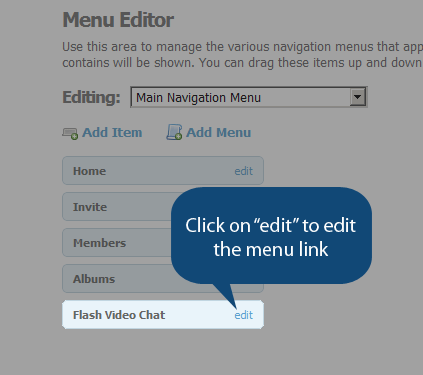 Menu Editor
Use this area to manage the various navigation menus that app
contains will be shown. You can drag these items up and down
Editing: Main Navigation Menu
Add Item Add Menu
Home edit
Invite
Members
Albums
Click on “edit” to edit
the menu link
Flash Video Chat edit